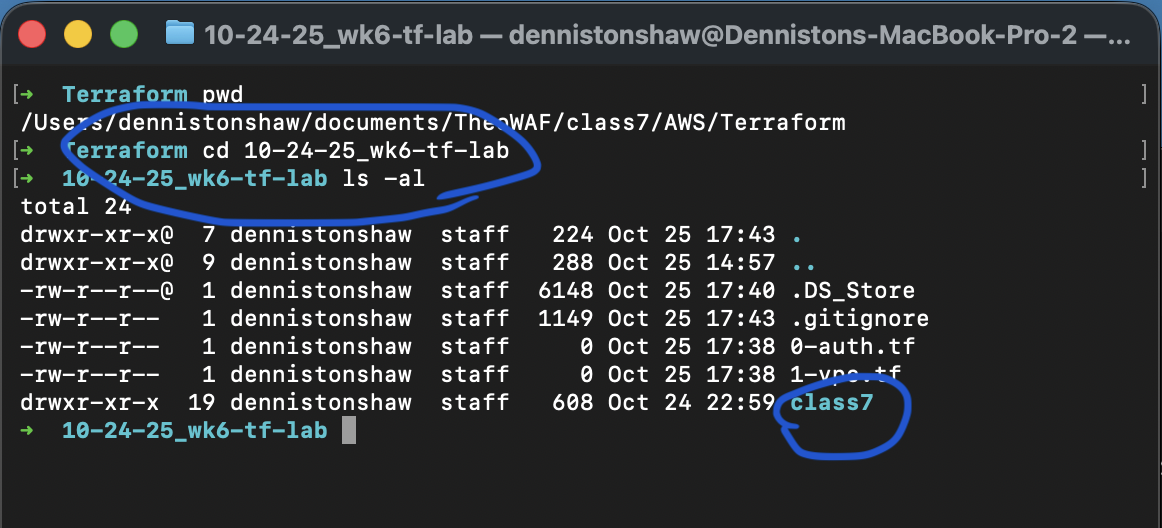 10-24-25_wk6-tf-lab — dennistonshaw@Dennistons-MacBook-Pro-2 —...
[➜ Terraform pwd ]
/Users/dennistonshaw/documents/TheoWAF/class7/AWS/Terraform
[➜ Terraform cd 10-24-25_wk6-tf-lab ]
[➜ 10-24-25_wk6-tf-lab ls -al ]
total 24
drwxr-xr-x@ 7 dennistonshaw staff 224 Oct 25 17:43 .
drwxr-xr-x@ 9 dennistonshaw staff 288 Oct 25 14:57 ..
-rw-r--r--@ 1 dennistonshaw staff 6148 Oct 25 17:40 .DS_Store
-rw-r--r-- 1 dennistonshaw staff 1149 Oct 25 17:43 .gitignore
-rw-r--r-- 1 dennistonshaw staff 0 Oct 25 17:38 0-auth.tf
-rw-r--r-- 1 dennistonshaw staff 0 Oct 25 17:38 1-vpc.tf
drwxr-xr-x 19 dennistonshaw staff 608 Oct 24 22:59 class7
➜ 10-24-25_wk6-tf-lab